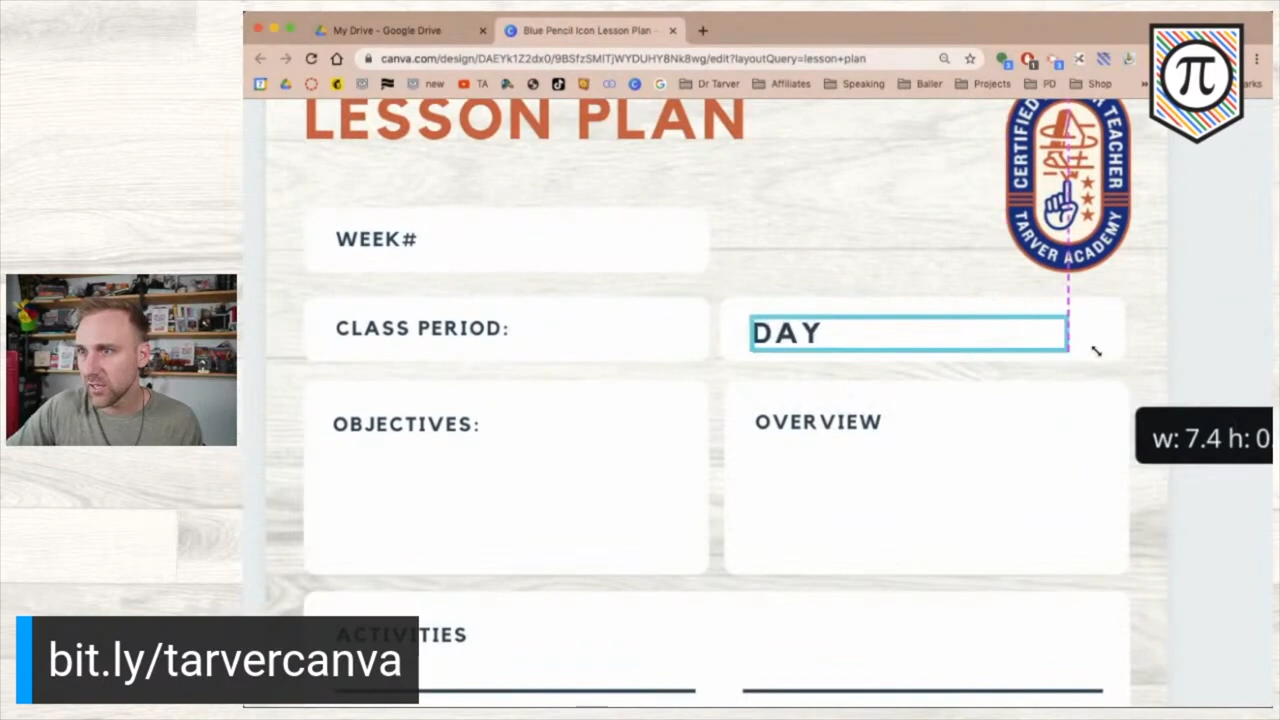 My Drive - Google Drive
Blue Pencil Icon Lesson Plan
canva.com/design/DAEYk1Z2dx0/9BSfzSMITjWYDUHY8Nk8wg/edit?layoutQuery=lesson+plan
new TA Dr Tarver Affiliates Speaking Baller Projects PD Shop » arks
π
LESSON PLAN
CERTIFIED TEACHER
TARVER ACADEMY
WEEK#
CLASS PERIOD:
DAY
OBJECTIVES:
OVERVIEW
w: 7.4 h: 0
ACTIVITIES
bit.ly/tarvercanva